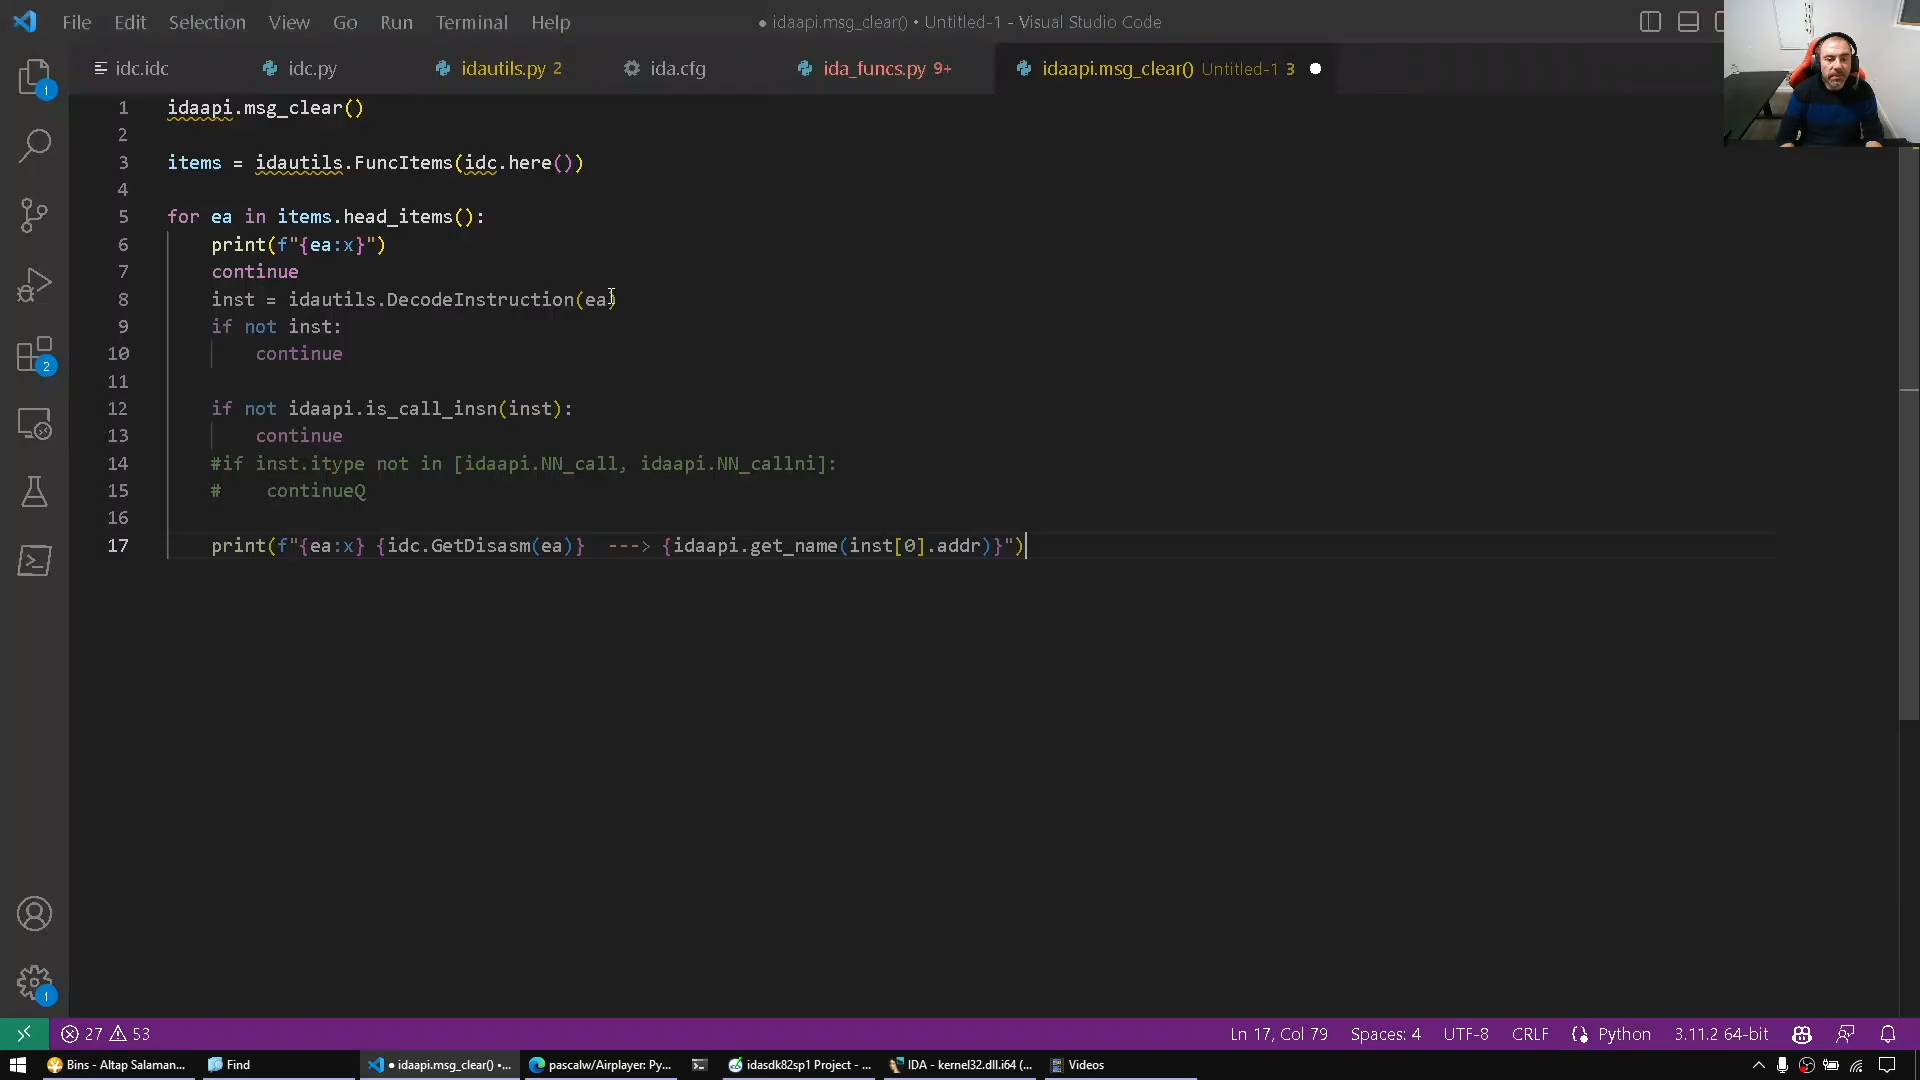 File Edit Selection View Go Run Terminal Help
● idaapi.msg_clear() • Untitled-1 - Visual Studio Code
idc.idc idc.py idautils.py 2 ida.cfg ida_funcs.py 9+ idaapi.msg_clear() Untitled-1 3 ●
1 idaapi.msg_clear()
2
3 items = idautils.FuncItems(idc.here())
4
5 for ea in items.head_items():
6 print(f"{ea:x}")
7 continue
8 inst = idautils.DecodeInstruction(ea)
9 if not inst:
10 continue
11
12 if not idaapi.is_call_insn(inst):
13 continue
14 #if inst.itype not in [idaapi.NN_call, idaapi.NN_callni]:
15 # continueQ
16
17 print(f"{ea:x} {idc.GetDisasm(ea)} ---> {idaapi.get_name(inst[0].addr)}")
1
2
1
27 53
Ln 17, Col 79 Spaces: 4 UTF-8 CRLF Python 3.11.2 64-bit
Bins - Altap Salaman... Find ● idaapi.msg_clear() •... pascalw/Airplayer: Py... idasdk82sp1 Project - ... IDA - kernel32.dll.i64 (... Videos